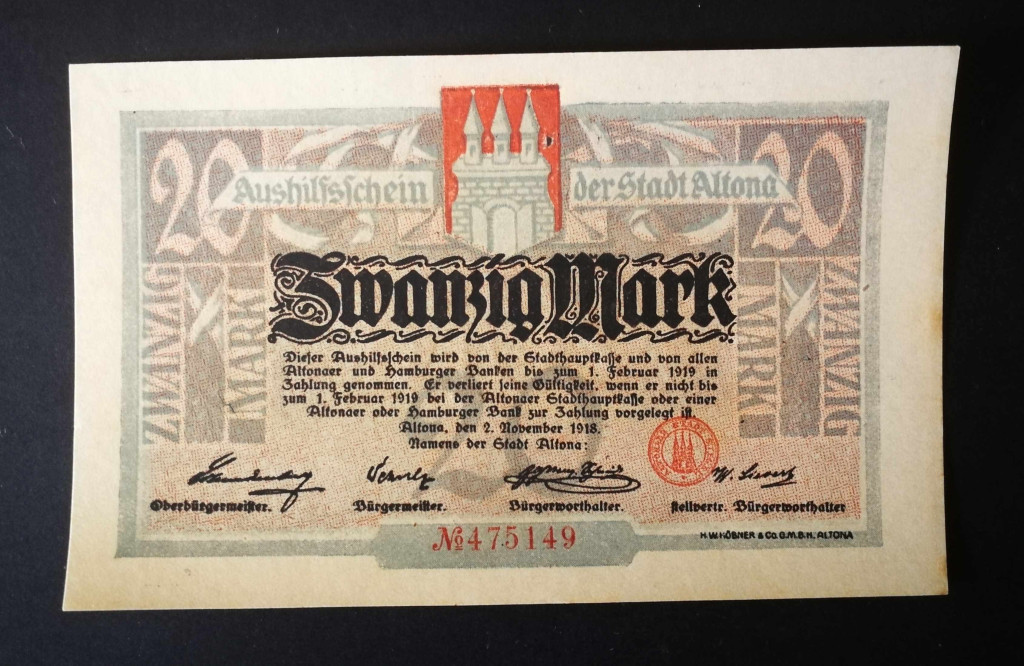 20 20
Aushilfsschein der Stadt Altona
Zwanzig Mark
ZWANZIG MARK MARK ZWANZIG
Dieser Aushilfsschein wird von der Stadthauptkasse und von allen
Altonaer und Hamburger Banken bis zum 1. Februar 1919 in
Zahlung genommen. Er verliert seine Gültigkeit, wenn er nicht bis
zum 1. Februar 1919 bei der Altonaer Stadthauptkasse oder einer
Altonaer oder Hamburger Bank zur Zahlung vorgelegt ist.
Altona, den 2. November 1918.
Namens der Stadt Altona:
Schulz
Oberbürgermeister. Bürgermeister. Bürgerworthalter. stellvertr. Bürgerworthalter
№475149
H.W. KÖBNER & CO. G.M.B.H. ALTONA